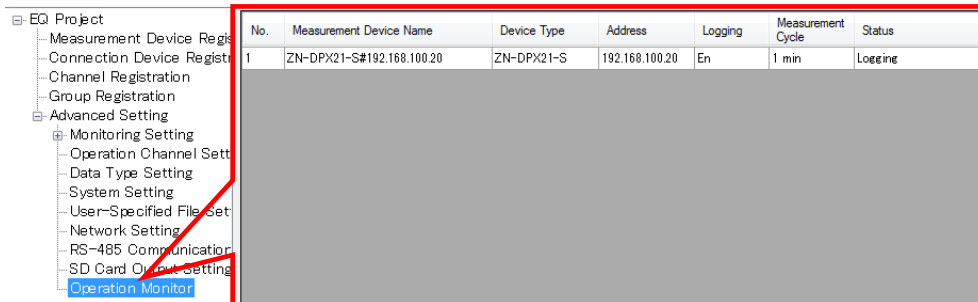 EQ Project
Measurement Device Regis
Connection Device Registr
Channel Registration
Group Registration
Advanced Setting
Monitoring Setting
Operation Channel Sett
Data Type Setting
System Setting
User-Specified File Set
Network Setting
RS-485 Communication
SD Card Output Setting
Operation Monitor
No. Measurement Device Name Device Type Address Logging Measurement Cycle Status
1 ZN-DPX21-S#192.168.100.20 ZN-DPX21-S 192.168.100.20 En 1 min Logging